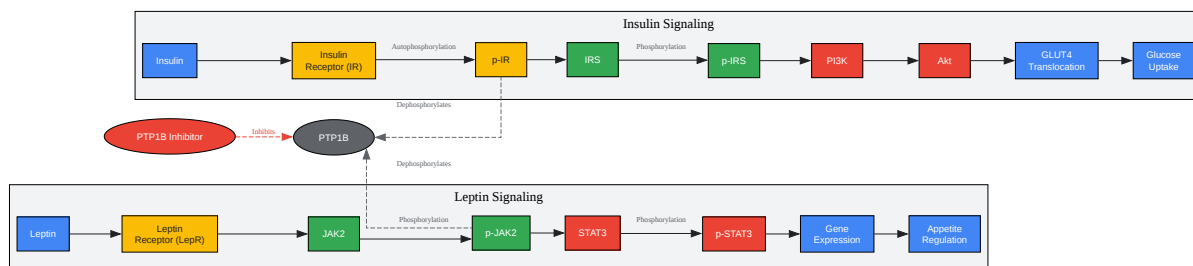 Insulin Signaling
Insulin
Insulin
Receptor (IR)
Autophosphorylation
p-IR
IRS
Phosphorylation
p-IRS
PI3K
Akt
GLUT4
Translocation
Glucose
Uptake
Dephosphorylates
PTP1B Inhibitor
Inhibits
PTP1B
Dephosphorylates
Leptin Signaling
Leptin
Leptin
Receptor (LepR)
JAK2
Phosphorylation
p-JAK2
STAT3
Phosphorylation
p-STAT3
Gene
Expression
Appetite
Regulation